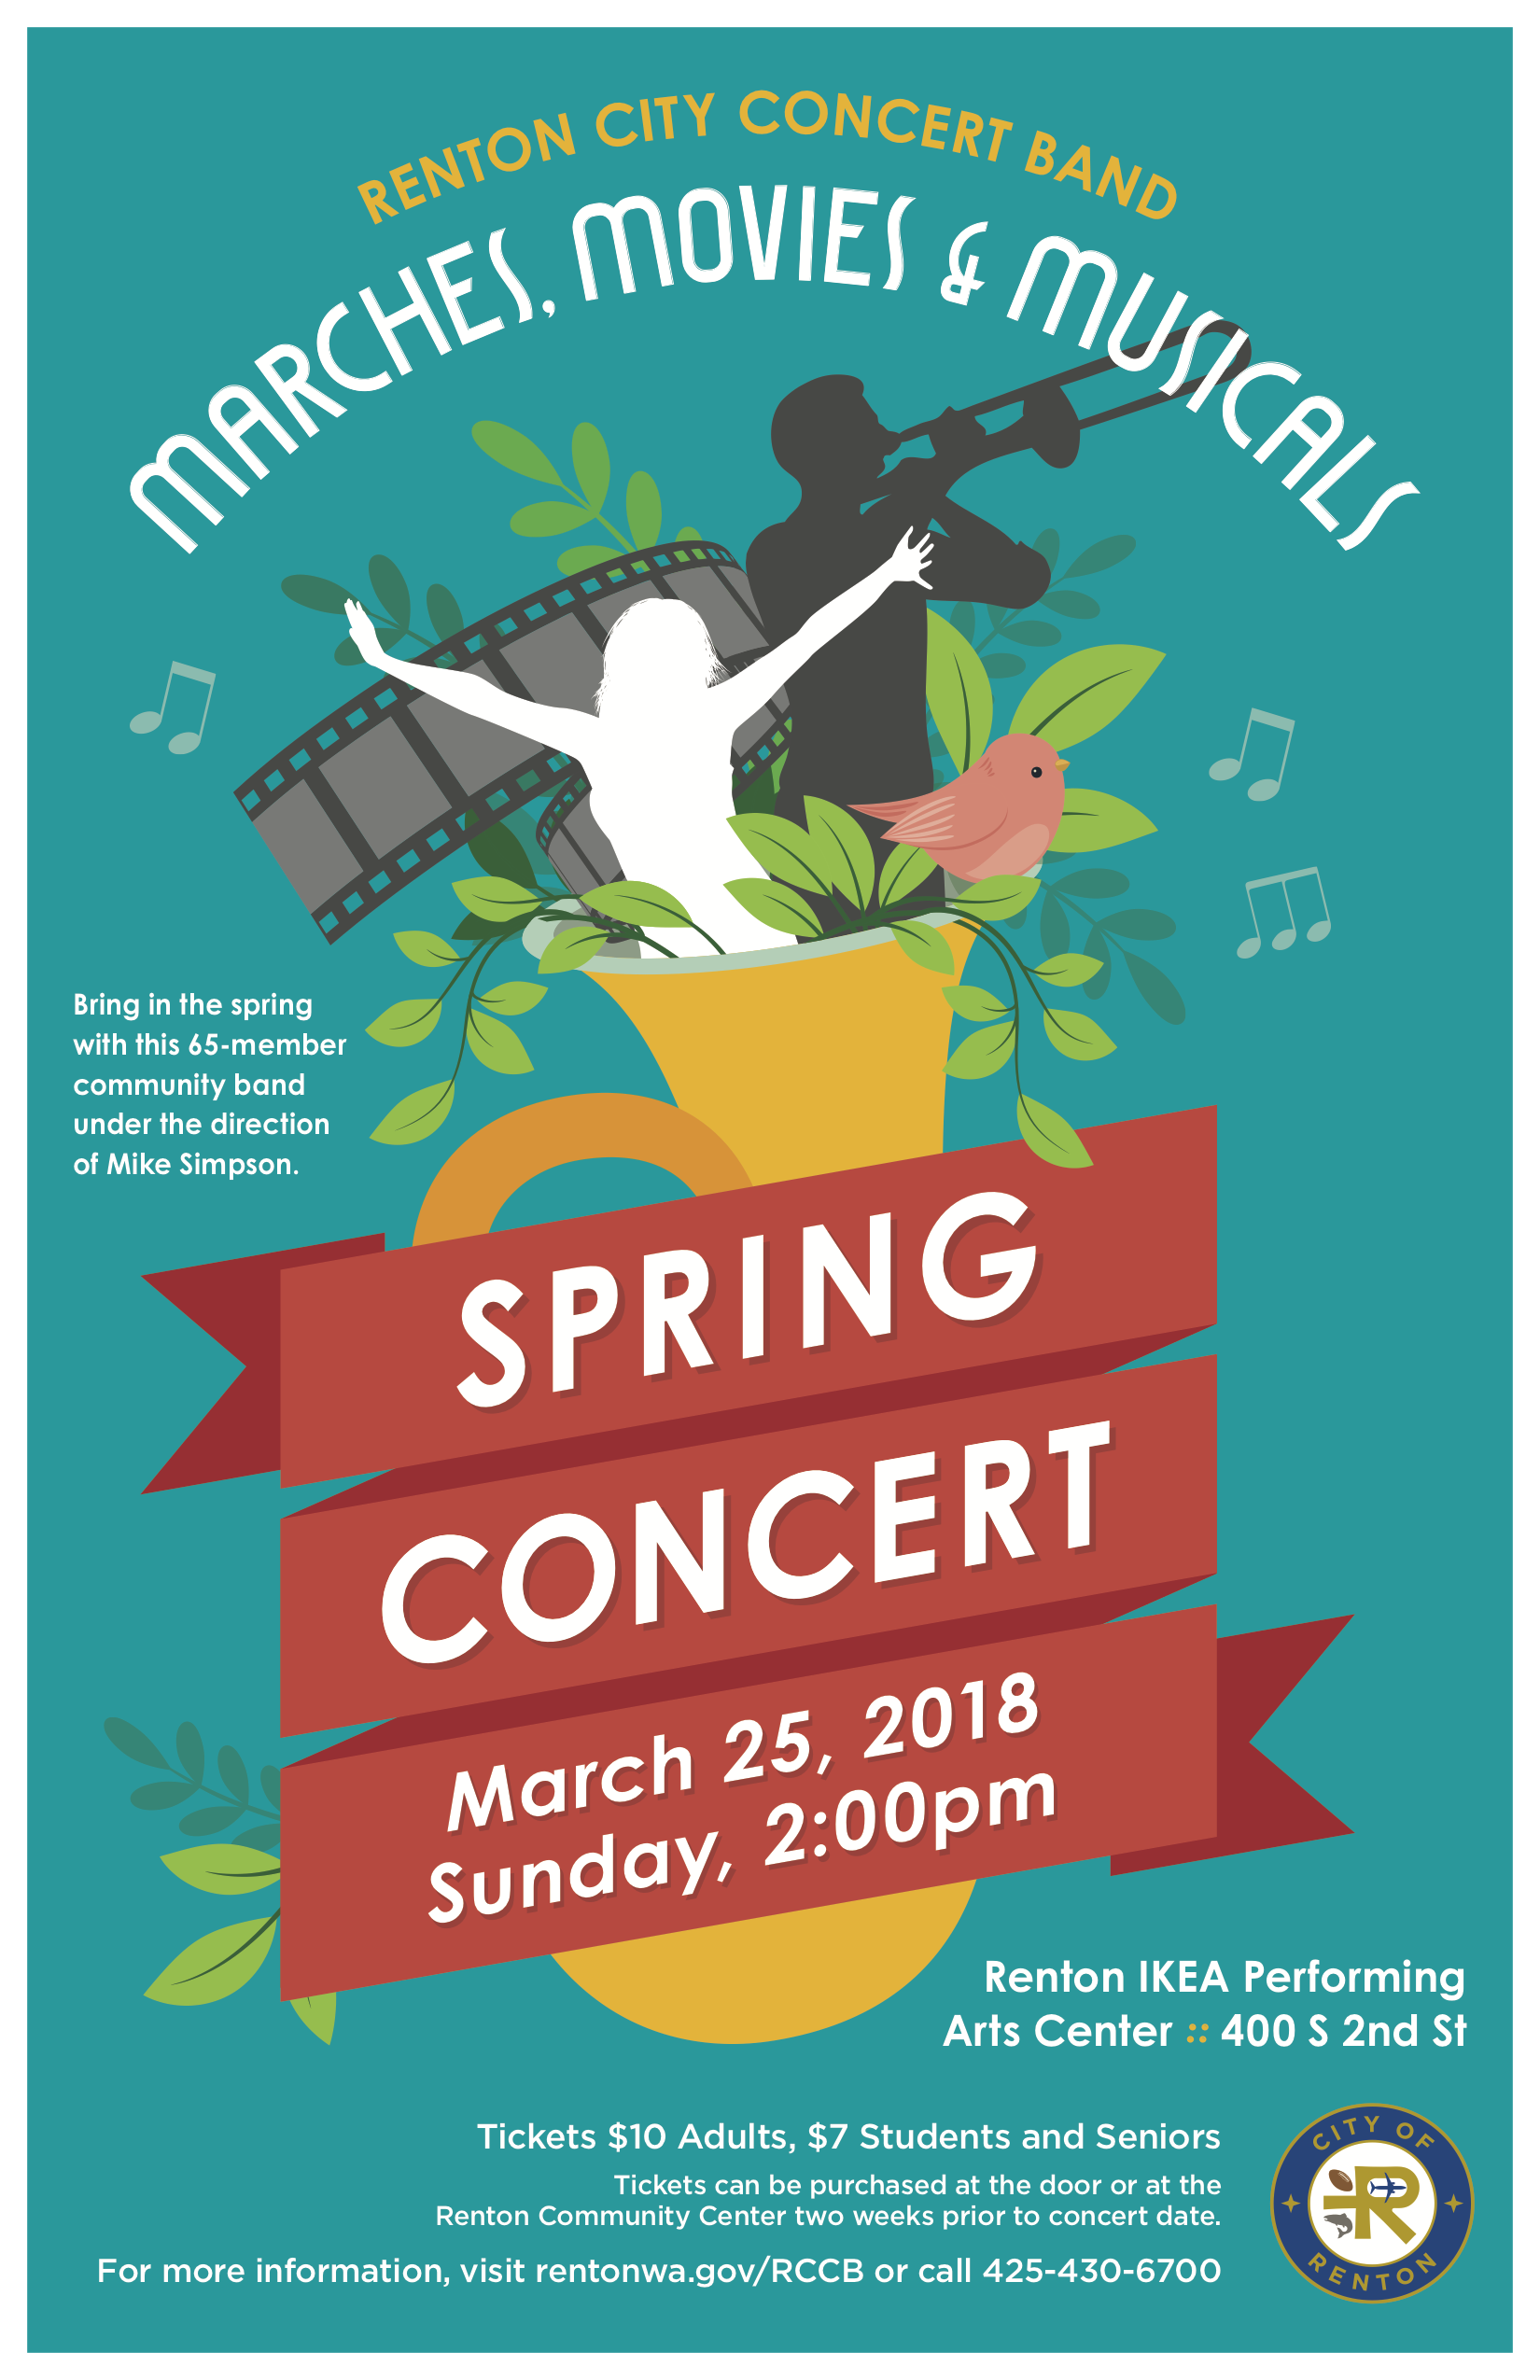 RENTON CITY CONCERT BAND
MARCHES, MOVIES & MUSICALS
Bring in the spring
with this 65-member
community band
under the direction
of Mike Simpson.
SPRING
CONCERT
March 25, 2018
Sunday, 2:00pm
Renton IKEA Performing
Arts Center :: 400 S 2nd St
Tickets $10 Adults, $7 Students and Seniors
Tickets can be purchased at the door or at the
Renton Community Center two weeks prior to concert date.
For more information, visit rentonwa.gov/RCCB or call 425-430-6700
CITY OF
R
RENTON